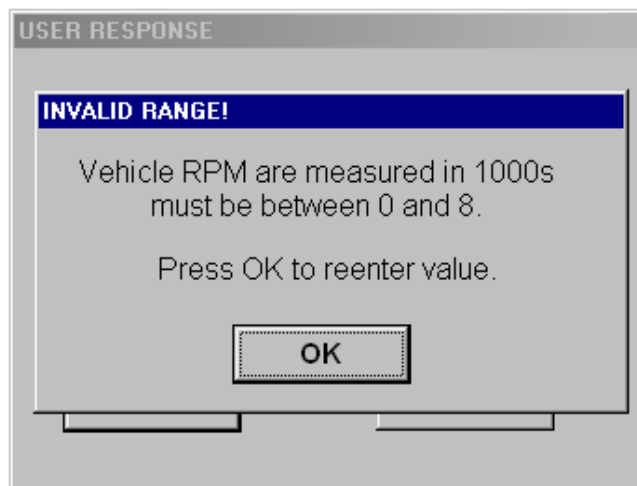 USER RESPONSE
INVALID RANGE!
Vehicle RPM are measured in 1000s
must be between 0 and 8.
Press OK to reenter value.
OK